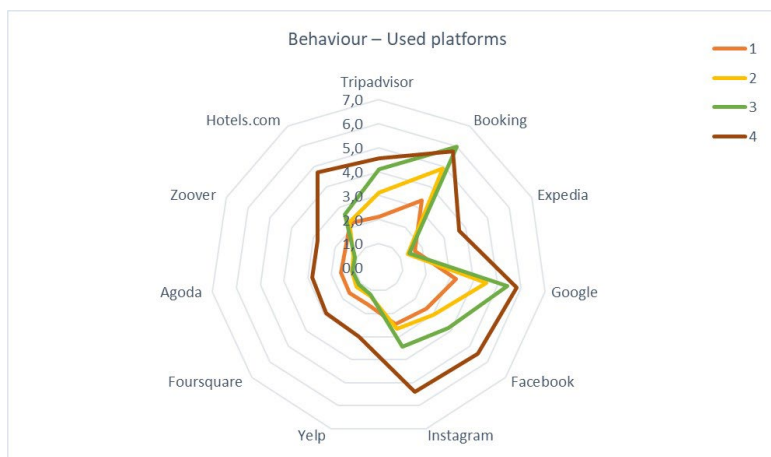 Behaviour – Used platforms
1
2
3
4
Tripadvisor
Booking
Expedia
Google
Facebook
Instagram
Yelp
Foursquare
Agoda
Zoover
Hotels.com
7,0
6,0
5,0
4,0
3,0
2,0
1,0
0,0